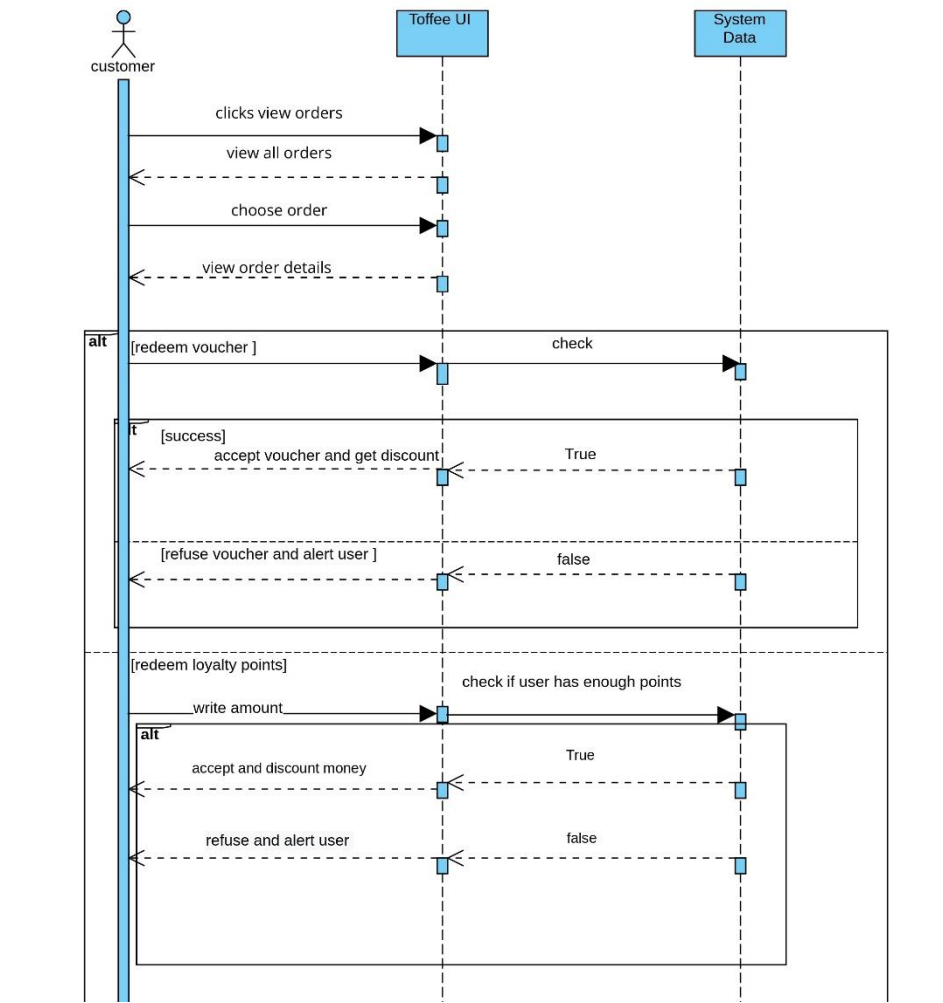 Toffee UI
System
Data
customer
clicks view orders
view all orders
choose order
view order details
alt
[redeem voucher ]
check
lt
[success]
accept voucher and get discount
True
[refuse voucher and alert user ]
false
[redeem loyalty points]
check if user has enough points
write amount
alt
True
accept and discount money
refuse and alert user
false